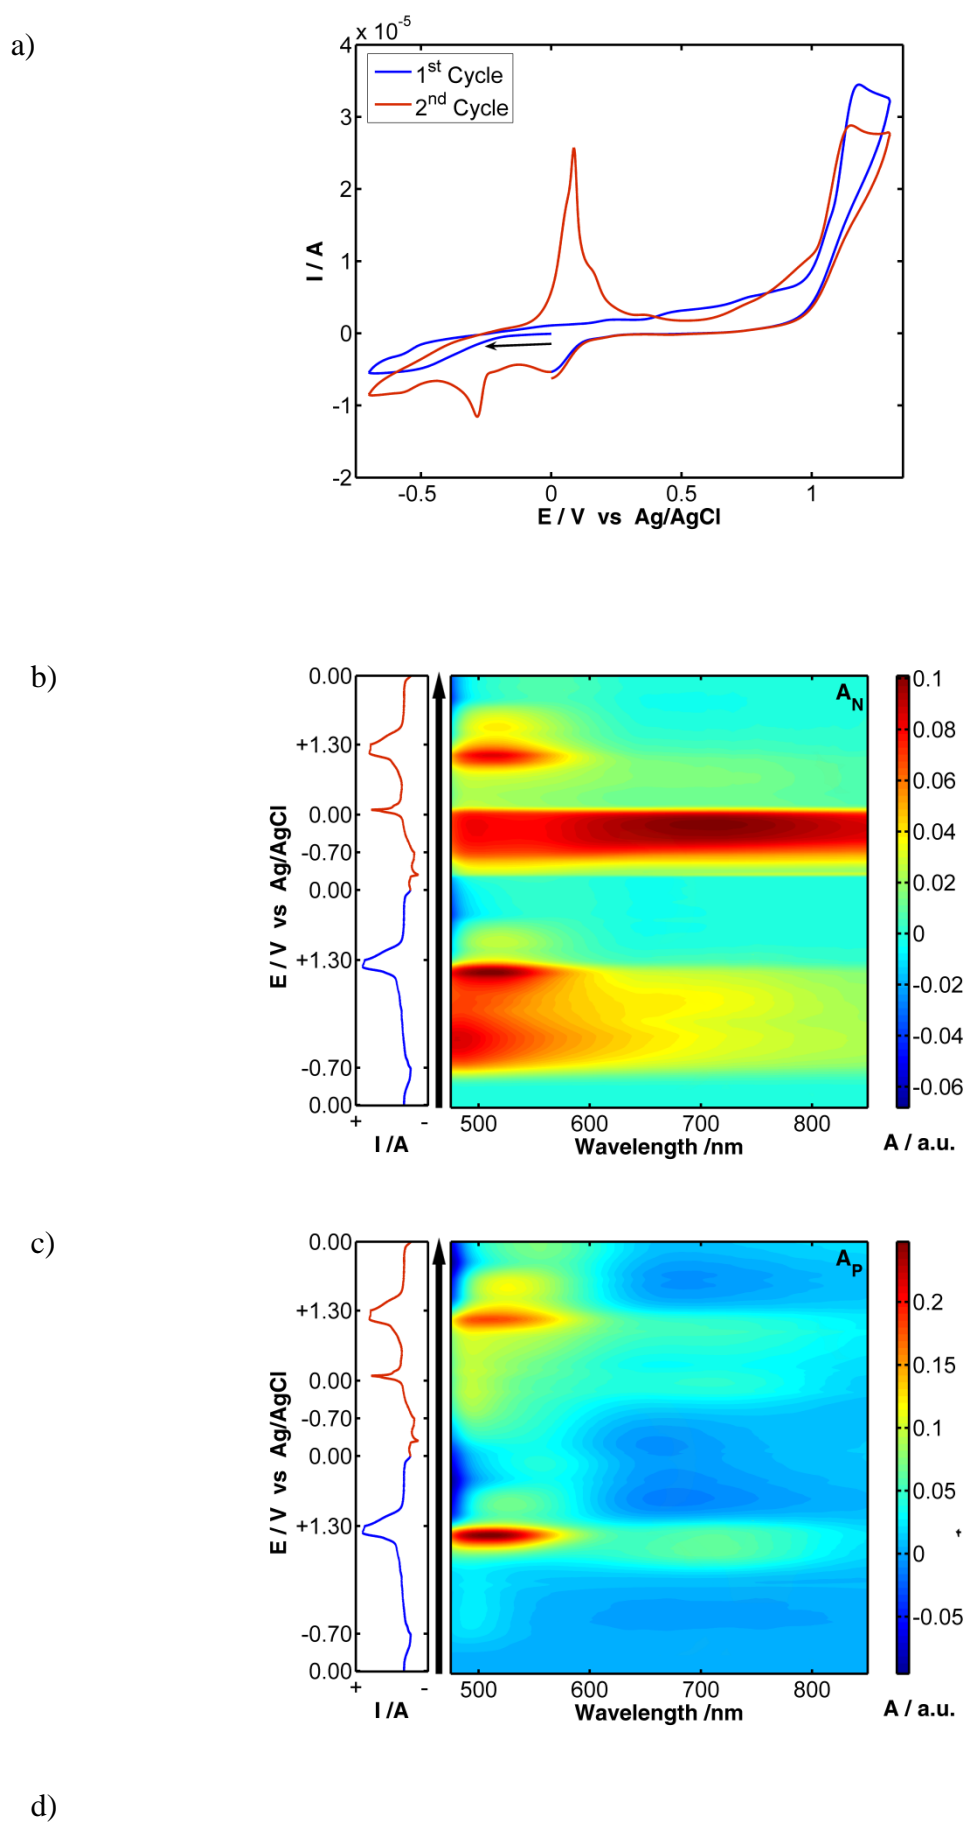 a)
4 x 10-5
1st Cycle
2nd Cycle
3
2
1
0
-1
-2
I / A
-0.5 0 0.5 1
E / V vs Ag/AgCl
b)
0.00
+1.30
0.00
-0.70
0.00
+1.30
-0.70
0.00
E / V vs Ag/AgCl
+ -
I /A
AN
500 600 700 800
Wavelength /nm
0.1
0.08
0.06
0.04
0.02
0
-0.02
-0.04
-0.06
A / a.u.
c)
0.00
+1.30
0.00
-0.70
0.00
+1.30
-0.70
0.00
E / V vs Ag/AgCl
+ -
I /A
AP
500 600 700 800
Wavelength /nm
0.2
0.15
0.1
0.05
0
-0.05
A / a.u.
d)